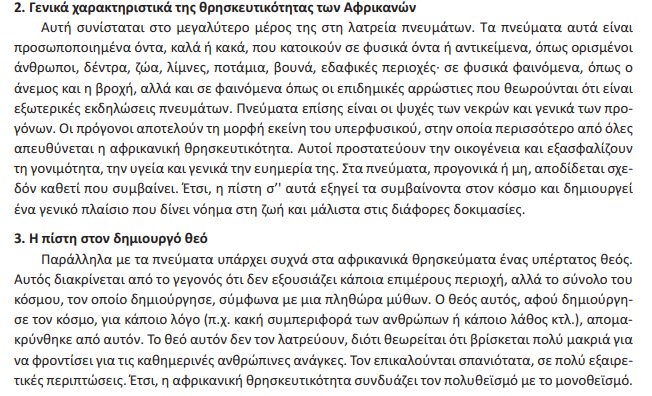 2. Γενικά χαρακτηριστικά της θρησκευτικότητας των Αφρικανών
Αυτή συνίσταται στο μεγαλύτερο μέρος της στη λατρεία πνευμάτων. Τα πνεύματα αυτά είναι
προσωποποιημένα όντα, καλά ή κακά, που κατοικούν σε φυσικά όντα ή αντικείμενα, όπως ορισμένοι
άνθρωποι, δέντρα, ζώα, λίμνες, ποτάμια, βουνά, εδαφικές περιοχές· σε φυσικά φαινόμενα, όπως ο
άνεμος και η βροχή, αλλά και σε φαινόμενα όπως οι επιδημικές αρρώστιες που θεωρούνται ότι είναι
εξωτερικές εκδηλώσεις πνευμάτων. Πνεύματα επίσης είναι οι ψυχές των νεκρών και γενικά των προ-
γόνων. Οι πρόγονοι αποτελούν τη μορφή εκείνη του υπερφυσικού, στην οποία περισσότερο από όλες
απευθύνεται η αφρικανική θρησκευτικότητα. Αυτοί προστατεύουν την οικογένεια και εξασφαλίζουν
τη γονιμότητα, την υγεία και γενικά την ευημερία της. Στα πνεύματα, προγονικά ή μη, αποδίδεται σχε-
δόν καθετί που συμβαίνει. Έτσι, η πίστη σ’' αυτά εξηγεί τα συμβαίνοντα στον κόσμο και δημιουργεί
ένα γενικό πλαίσιο που δίνει νόημα στη ζωή και μάλιστα στις διάφορες δοκιμασίες.
3. Η πίστη στον δημιουργό θεό
Παράλληλα με τα πνεύματα υπάρχει συχνά στα αφρικανικά θρησκεύματα ένας υπέρτατος θεός.
Αυτός διακρίνεται από το γεγονός ότι δεν εξουσιάζει κάποια επιμέρους περιοχή, αλλά το σύνολο του
κόσμου, τον οποίο δημιούργησε, σύμφωνα με μια πληθώρα μύθων. Ο θεός αυτός, αφού δημιούργη-
σε τον κόσμο, για κάποιο λόγο (π.χ. κακή συμπεριφορά των ανθρώπων ή κάποιο λάθος κτλ.), απομα-
κρύνθηκε από αυτόν. Το θεό αυτόν δεν τον λατρεύουν, διότι θεωρείται ότι βρίσκεται πολύ μακριά για
να φροντίσει για τις καθημερινές ανθρώπινες ανάγκες. Τον επικαλούνται σπανιότατα, σε πολύ εξαιρε-
τικές περιπτώσεις. Έτσι, η αφρικανική θρησκευτικότητα συνδυάζει τον πολυθεϊσμό με το μονοθεϊσμό.